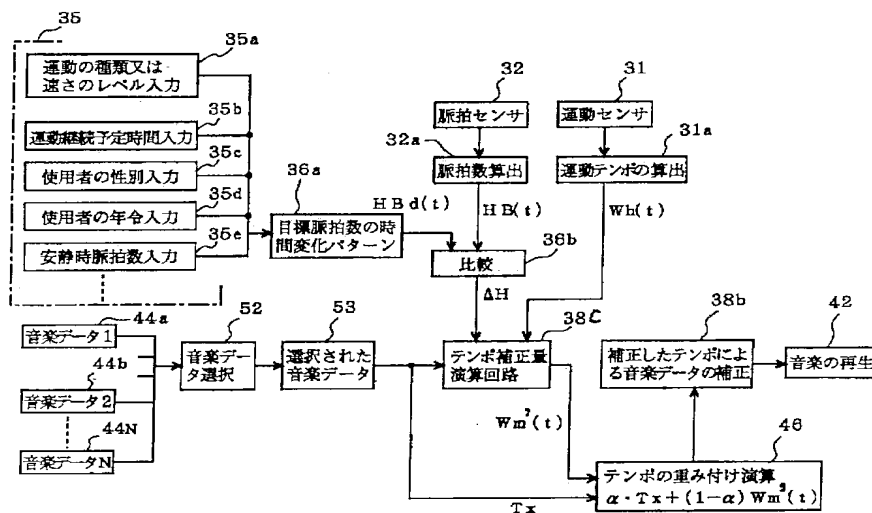 35
35a
運動の種類又は
速さのレベル入力
35b
運動継続予定時間入力
35c
使用者の性別入力
35d
使用者の年令入力
35e
安静時脈拍数入力
36a
目標脈拍数の時
間変化パターン
HBd(t)
32
脈拍センサ
32a
脈拍数算出
HB(t)
31
運動センサ
31a
運動テンポの算出
Wh(t)
36b
比較
ΔH
44a
音楽データ1
44b
音楽データ2
44N
音楽データN
52
音楽デー
タ選択
53
選択された
音楽データ
38C
テンポ補正量
演算回路
Wm²(t)
38b
補正したテンポによ
る音楽データの補正
42
音楽の再生
46
テンポの重み付け演算
α・Tx+(1-α)Wm²(t)
Tx